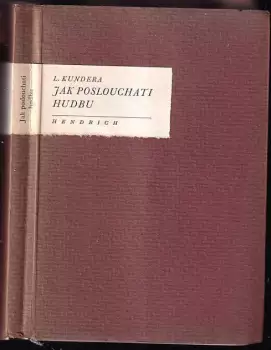 L. KUNDERA
JAK POSLOUCHATI
HUDBU
HENDRICH
Jak poslouchati
hudbu